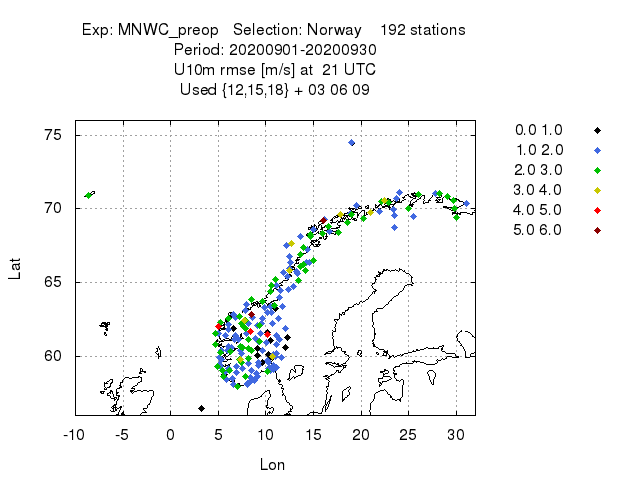 Exp: MNWC_preop   Selection: Norway    192 stations
Period: 20200901-20200930
U10m rmse [m/s] at  21 UTC
Used {12,15,18} + 03 06 09
75
70
65
60
Lat
-10 -5 0 5 10 15 20 25 30
Lon
0.0 1.0
1.0 2.0
2.0 3.0
3.0 4.0
4.0 5.0
5.0 6.0